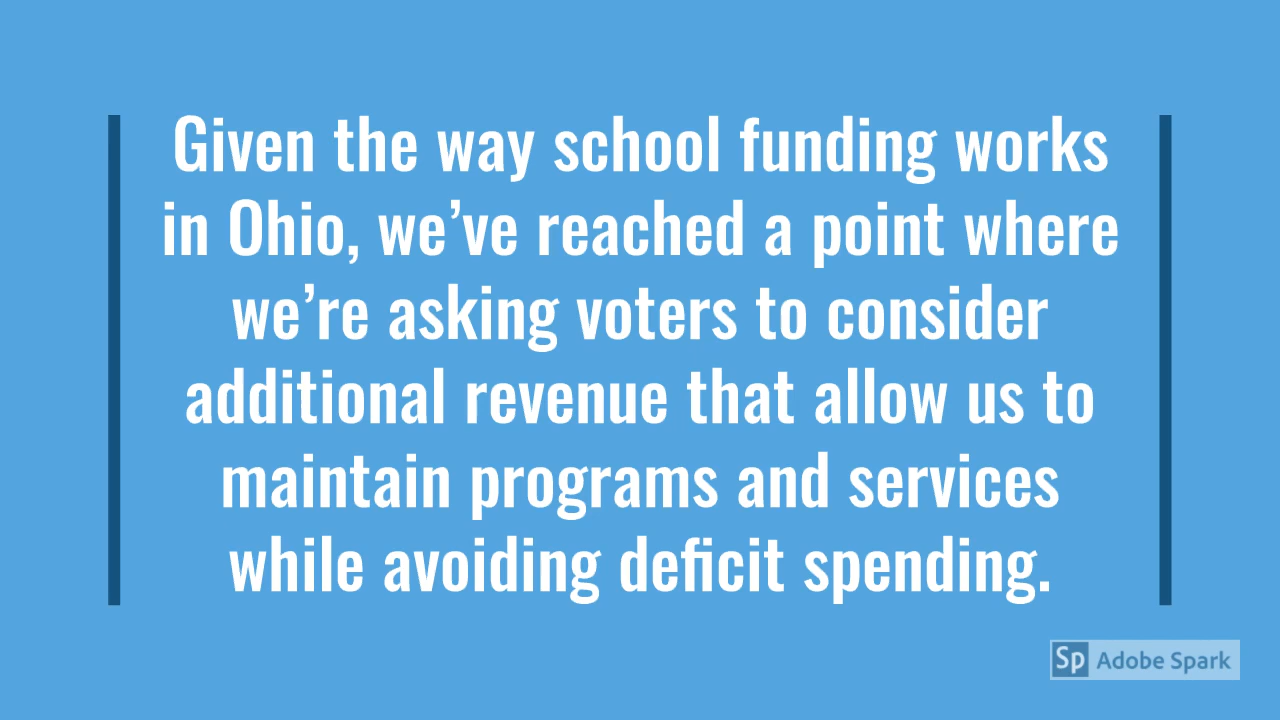 Given the way school funding works
in Ohio, we’ve reached a point where
we’re asking voters to consider
additional revenue that allow us to
maintain programs and services
while avoiding deficit spending.
Sp Adobe Spark